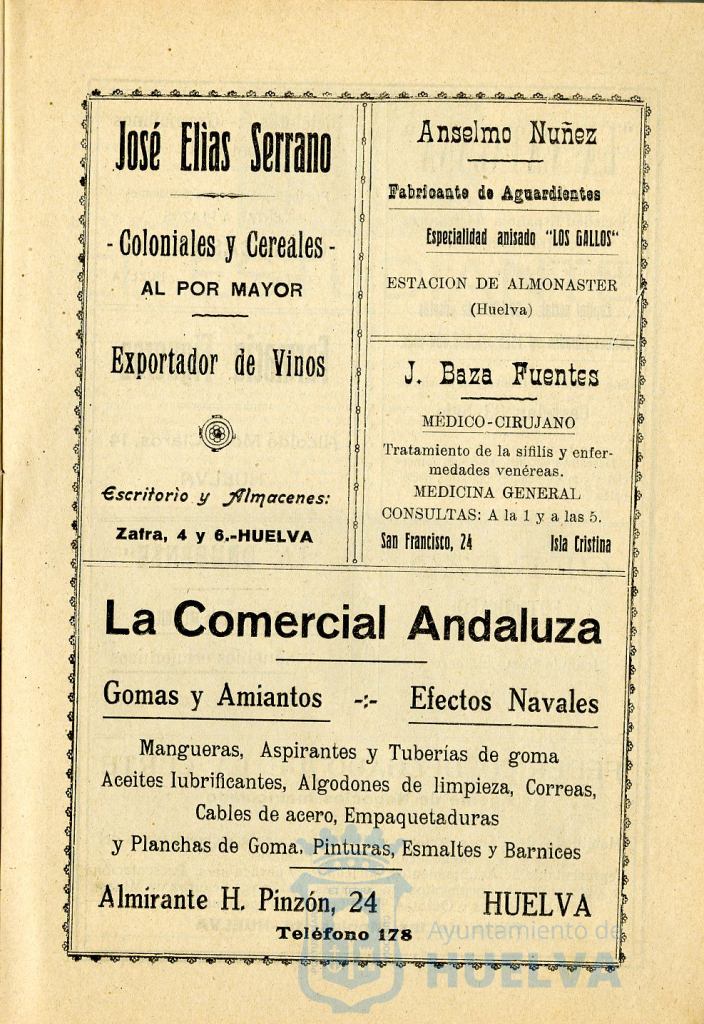 José Elias Serrano
- Coloniales y Cereales -
AL POR MAYOR
Exportador de Vinos
Escritorio y Almacenes:
Zafra, 4 y 6.-HUELVA
Anselmo Nuñez
Fabricante de Aguardientes
Especialidad anisado "LOS GALLOS"
ESTACION DE ALMONASTER
(Huelva)
J. Baza Fuentes
MÉDICO-CIRUJANO
Tratamiento de la sifilis y enfer-
medades venéreas.
MEDICINA GENERAL
CONSULTAS: A la 1 y a las 5.
San Francisco, 24 Isla Cristina
La Comercial Andaluza
Gomas y Amiantos -:- Efectos Navales
Mangueras, Aspirantes y Tuberías de goma
Aceites lubrificantes, Algodones de limpieza, Correas,
Cables de acero, Empaquetaduras
y Planchas de Goma, Pinturas, Esmaltes y Barnices
Almirante H. Pinzón, 24 HUELVA
Teléfono 178
Ayuntamiento de
HUELVA